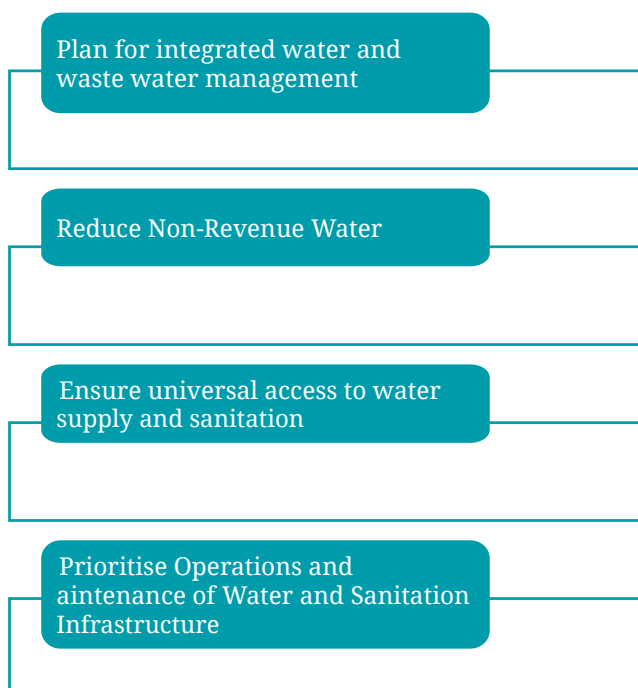 Plan for integrated water and
waste water management
Reduce Non-Revenue Water
Ensure universal access to water
supply and sanitation
Prioritise Operations and
aintenance of Water and Sanitation
Infrastructure